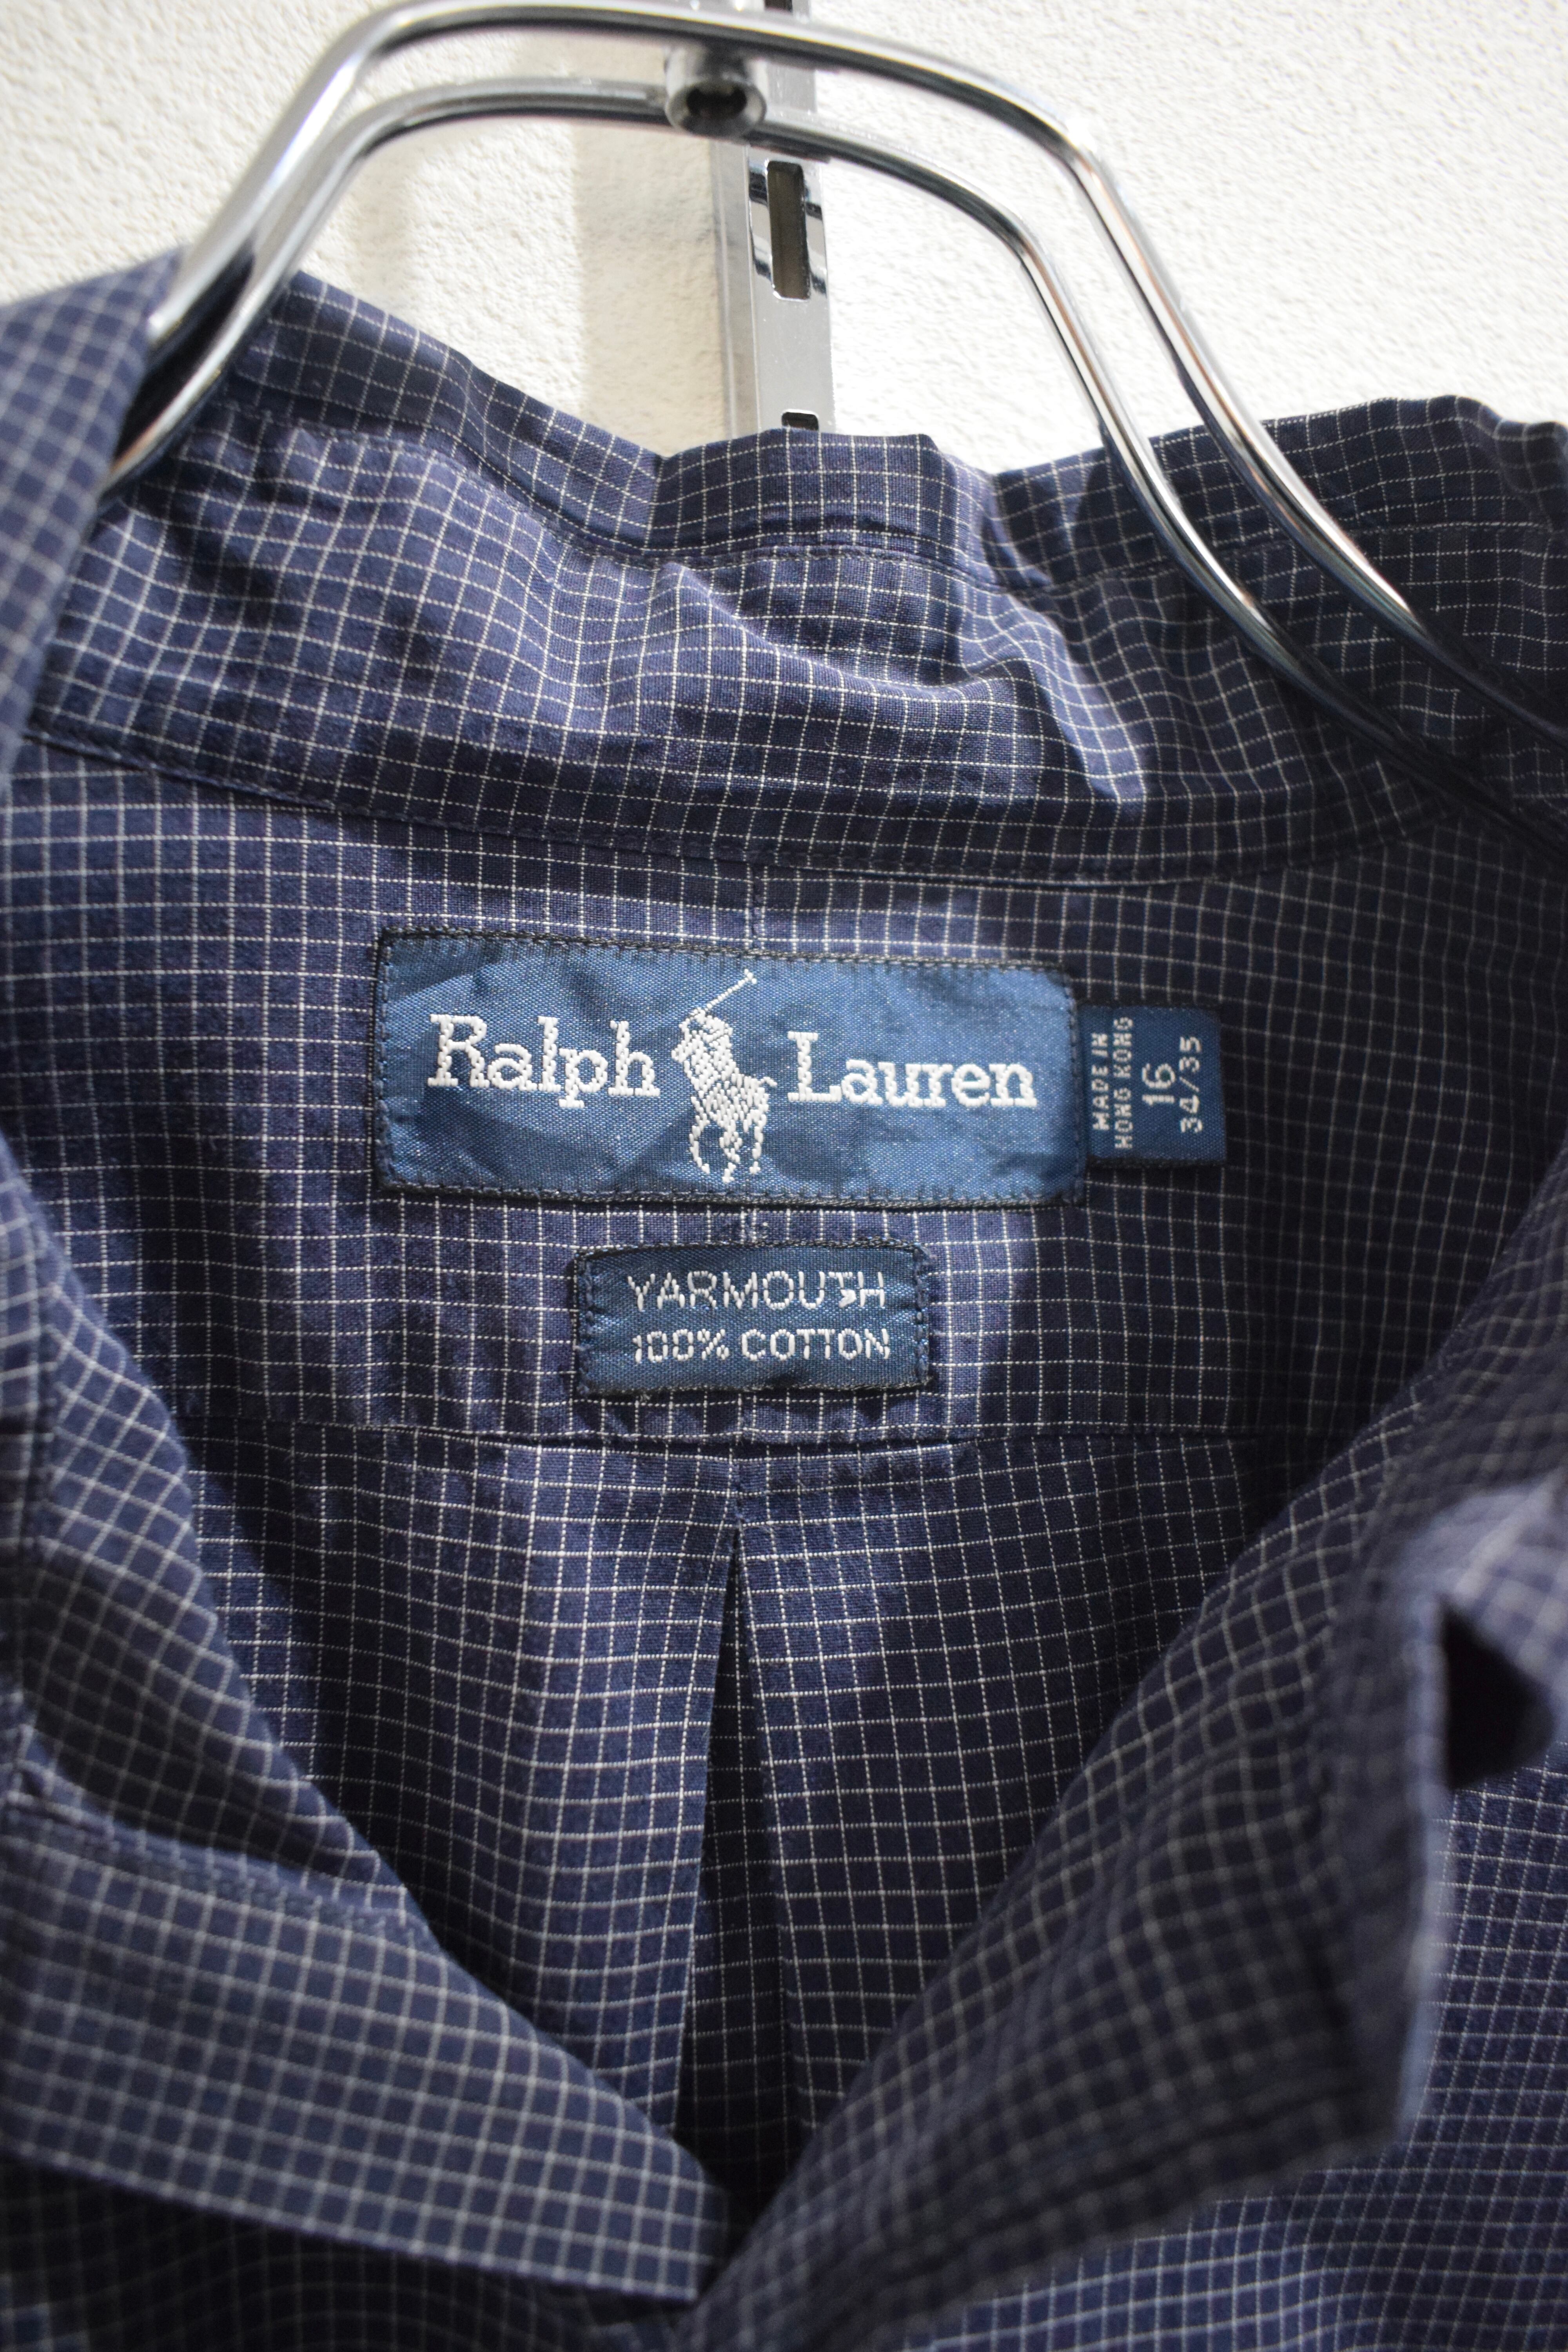 Ralph Lauren
MADE IN
HONG KONG
16
34/35
YARMOUTH
100% COTTON